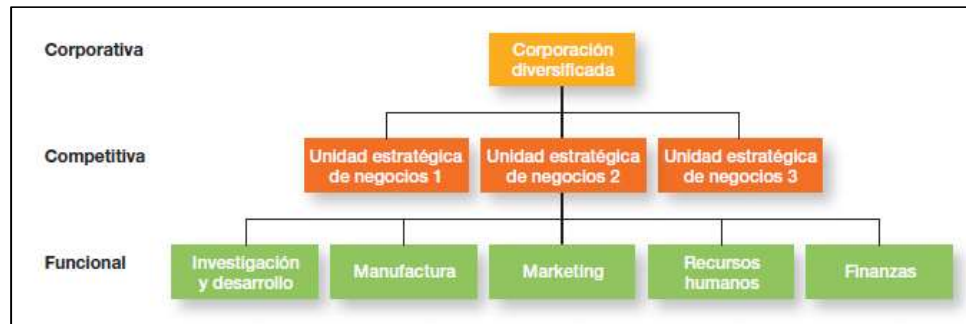 Corporativa
Corporación
diversificada
Competitiva
Unidad estratégica
de negocios 1
Unidad estratégica
de negocios 2
Unidad estratégica
de negocios 3
Funcional
Investigación
y desarrollo
Manufactura
Marketing
Recursos
humanos
Finanzas